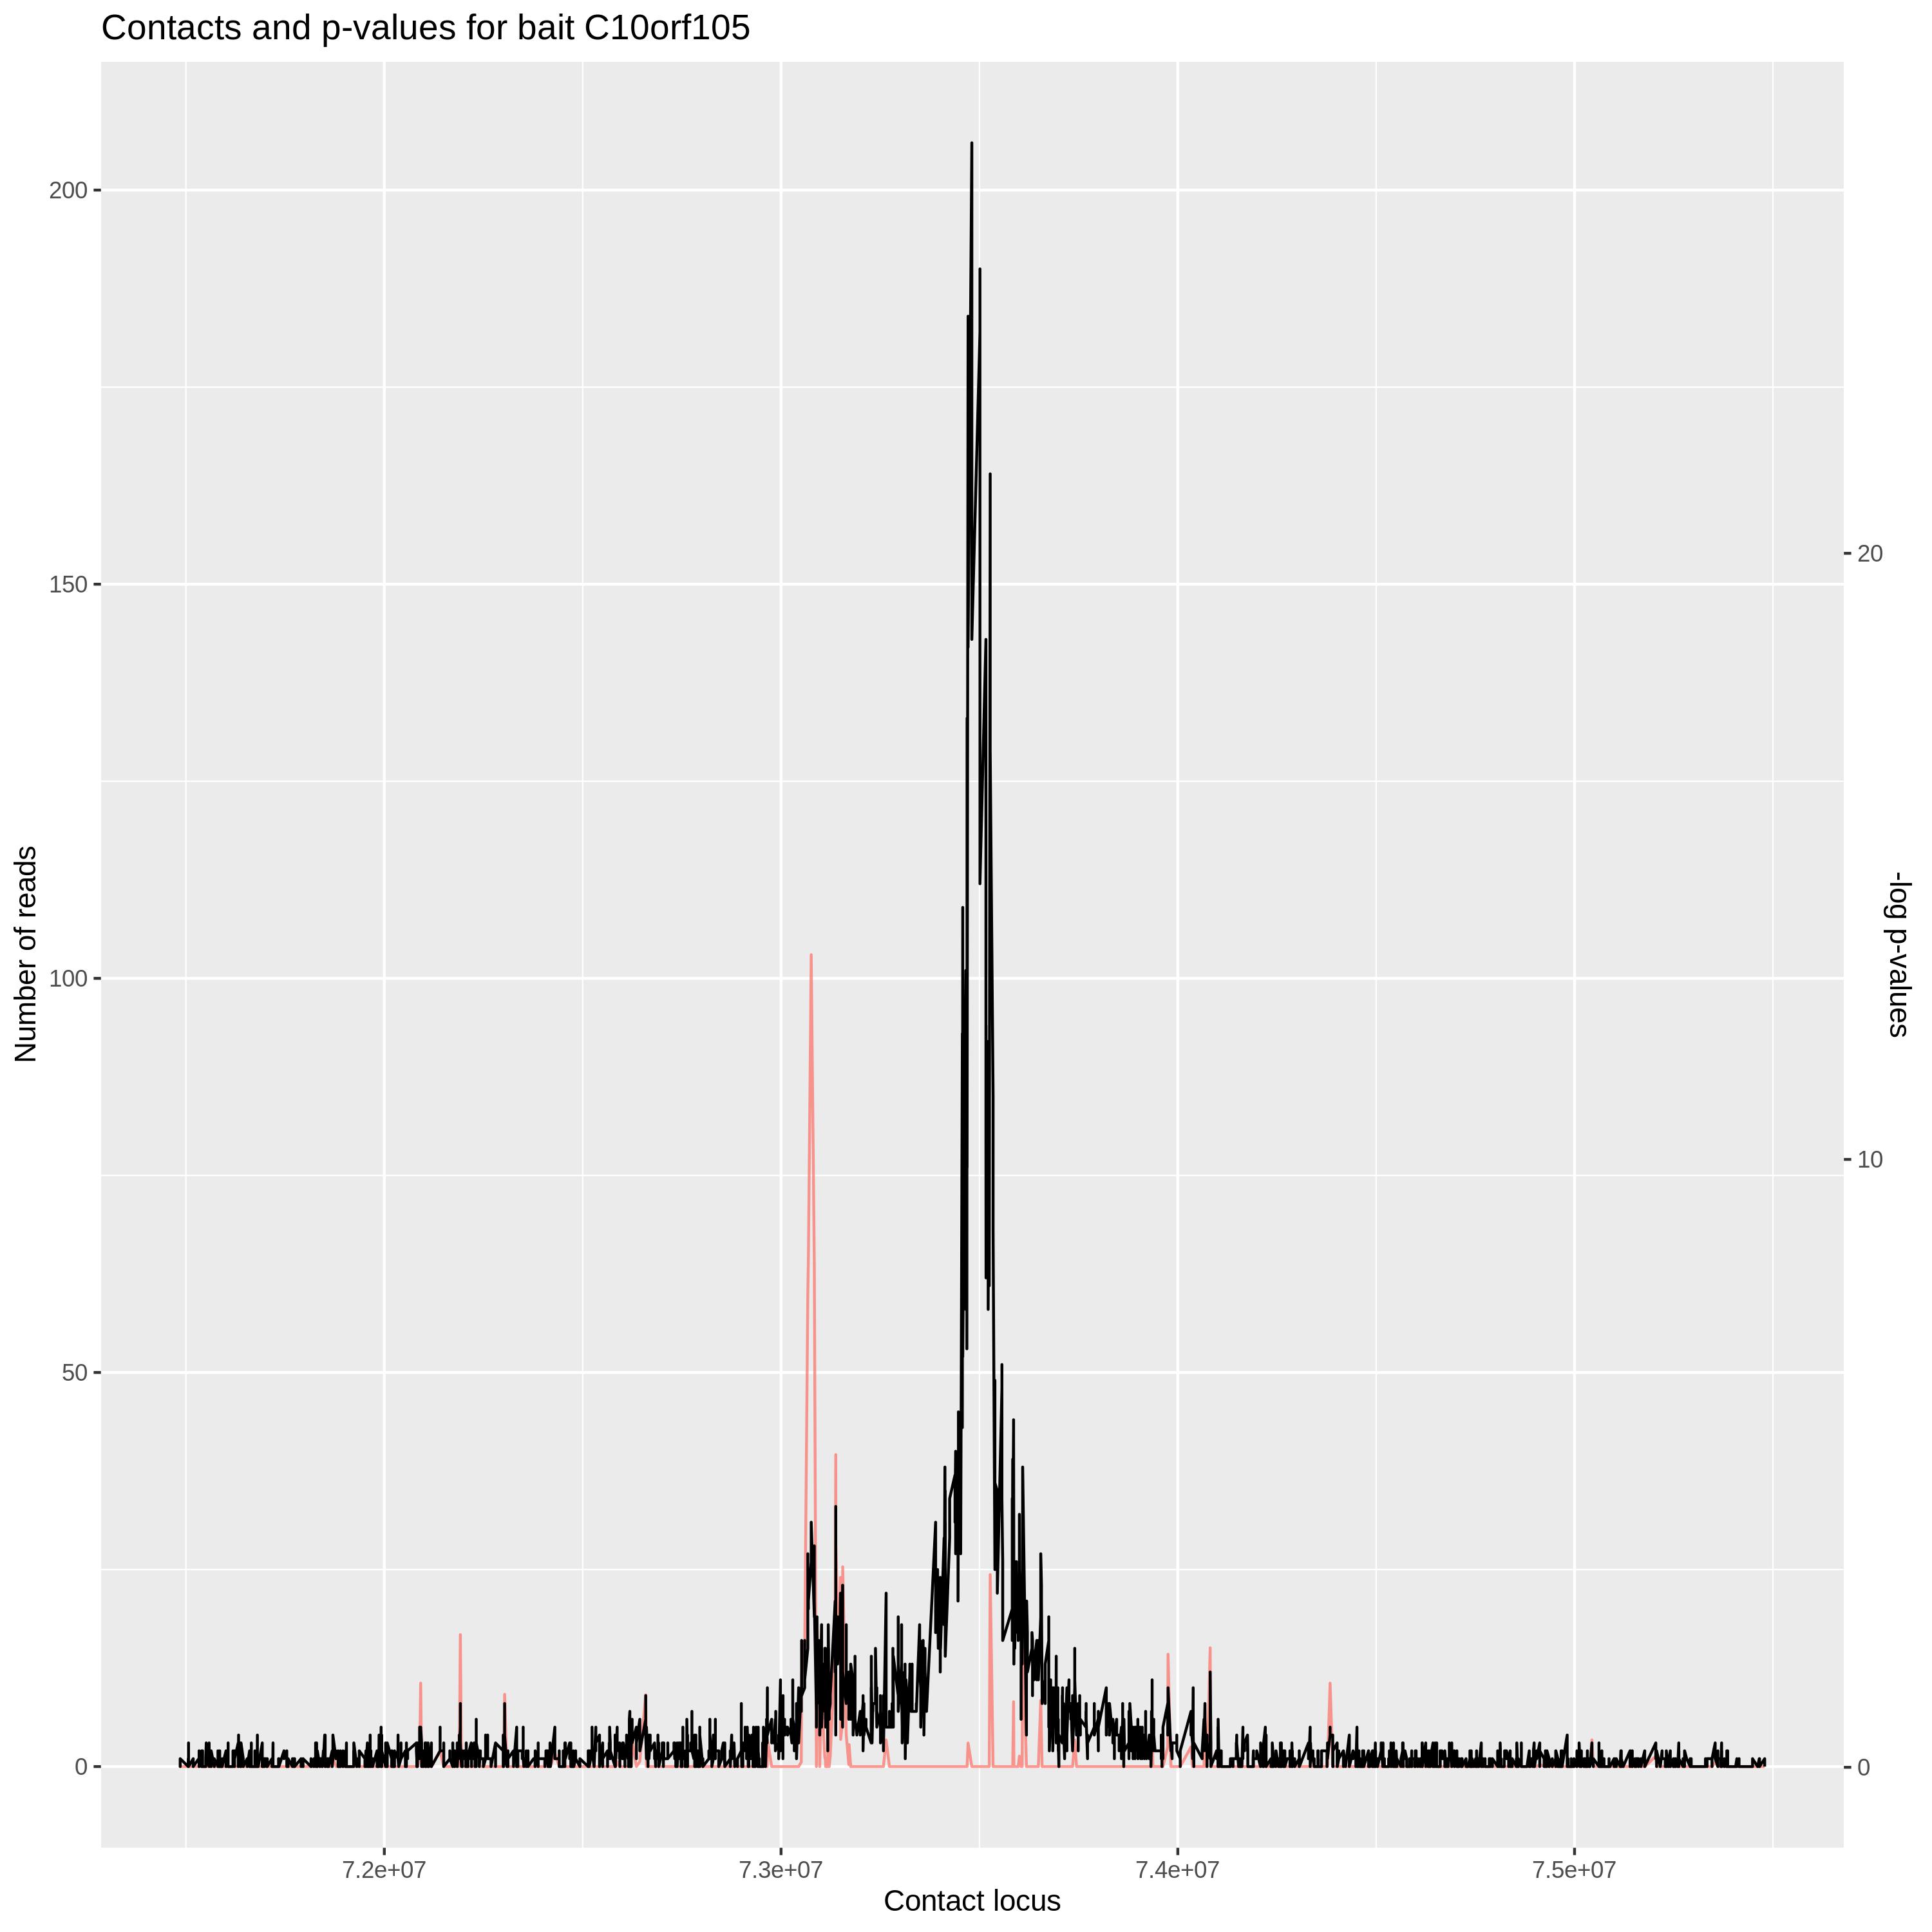 Contacts and p-values for bait C10orf105
200
150
100
50
0
Number of reads
20
10
0
-log p-values
7.2e+07
7.3e+07
7.4e+07
7.5e+07
Contact locus